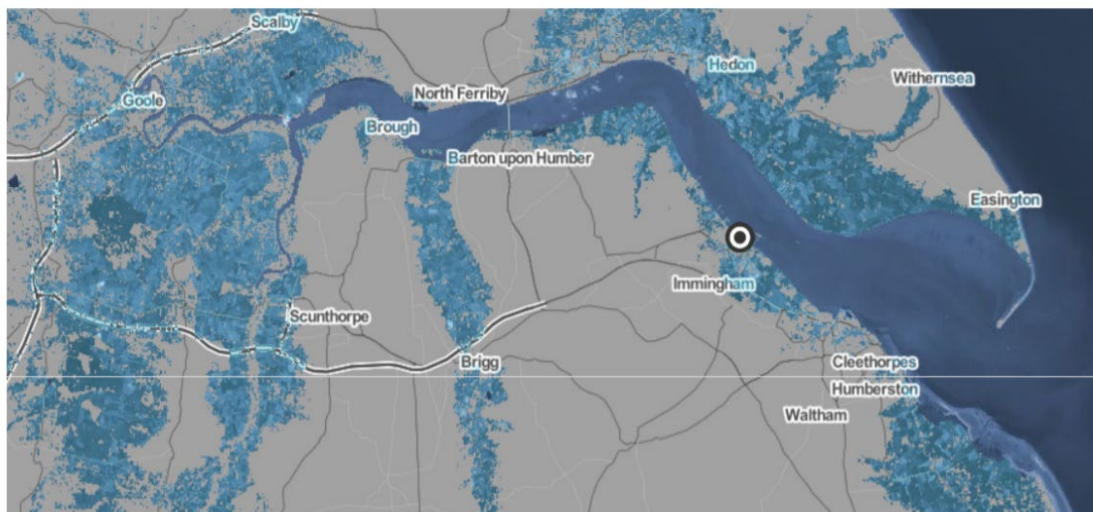 Scalby
Hedon
Withernsea
Goole
North Ferriby
Brough
Barton upon Humber
Easington
Immingham
Scunthorpe
Brigg
Cleethorpes
Humberston
Waltham